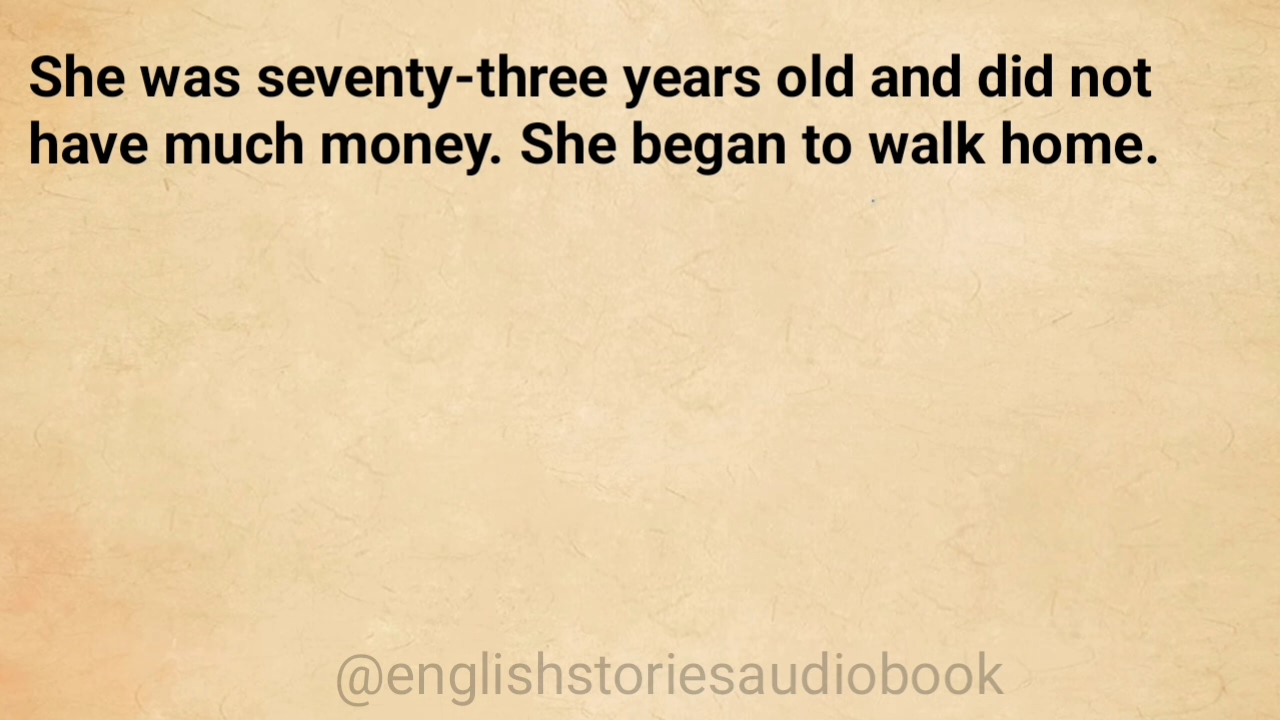 She was seventy-three years old and did not
have much money. She began to walk home.
@englishstoriesaudiobook